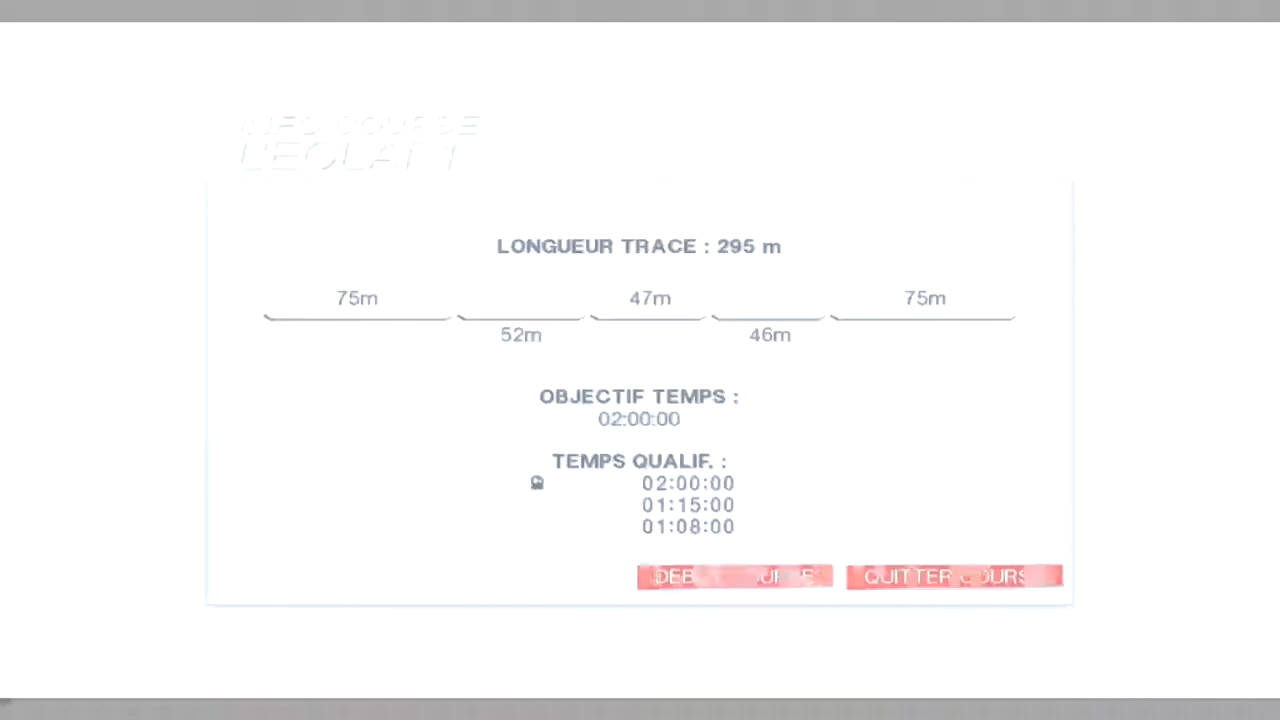 LONGUEUR TRACE : 295 m
75m
47m
75m
52m
46m
OBJECTIF TEMPS :
02:00:00
TEMPS QUALIF. :
02:00:00
01:15:00
01:08:00
QUITTER